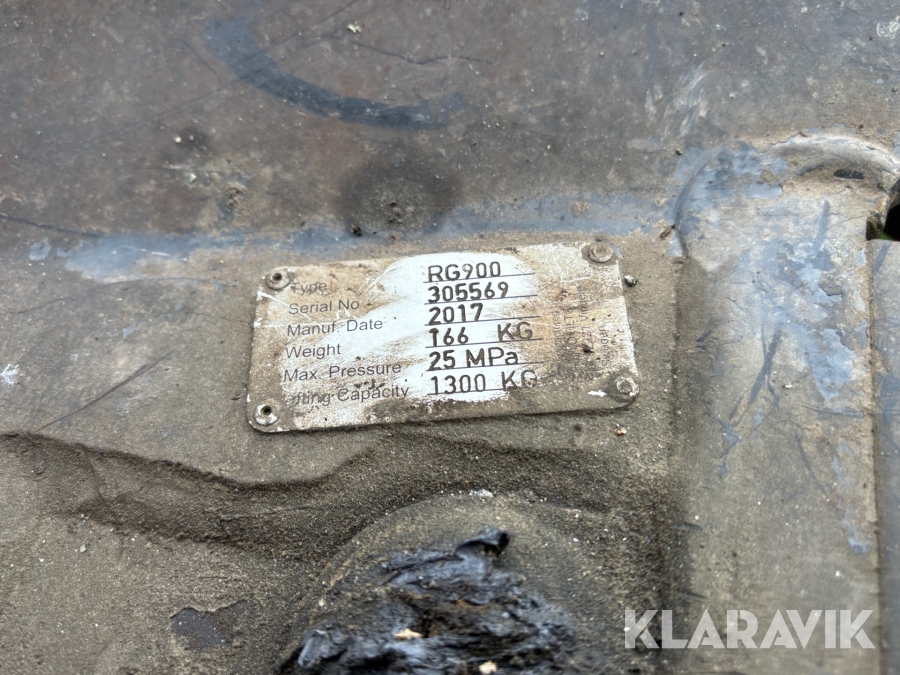 Type RG900
Serial No 305569
Manuf. Date 2017
Weight 166 KG
Max. Pressure 25 MPa
ifting Capacity 1300 KG
KLARAVIK